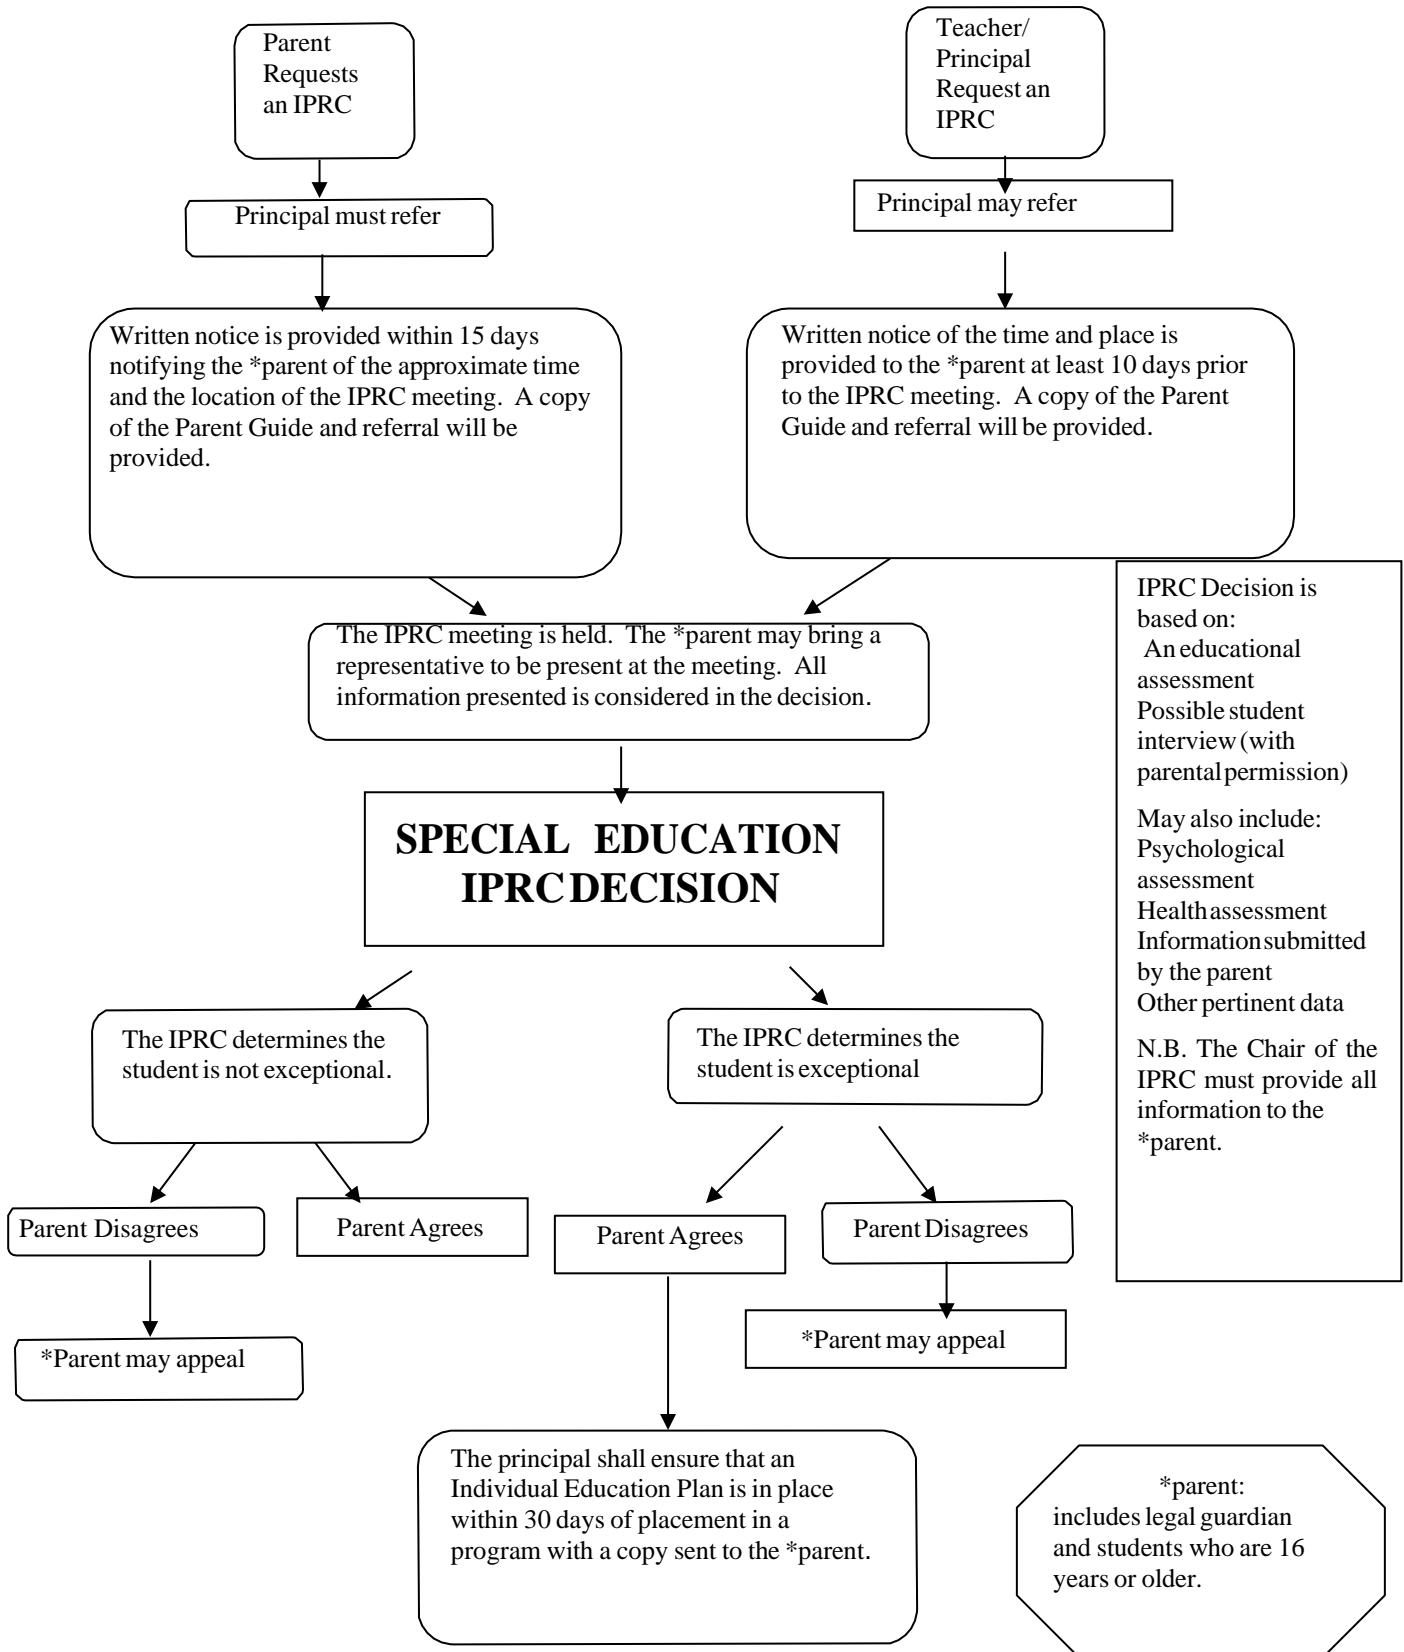 Parent
Requests
an IPRC
Teacher/
Principal
Request an
IPRC
Principal must refer
Principal may refer
Written notice is provided within 15 days
notifying the *parent of the approximate time
and the location of the IPRC meeting. A copy
of the Parent Guide and referral will be
provided.
Written notice of the time and place is
provided to the *parent at least 10 days prior
to the IPRC meeting. A copy of the Parent
Guide and referral will be provided.
The IPRC meeting is held. The *parent may bring a
representative to be present at the meeting. All
information presented is considered in the decision.
IPRC Decision is
based on:
An educational
assessment
Possible student
interview (with
parental permission)
May also include:
Psychological
assessment
Health assessment
Information submitted
by the parent
Other pertinent data
N.B. The Chair of the
IPRC must provide all
information to the
*parent.
SPECIAL EDUCATION
IPRC DECISION
The IPRC determines the
student is not exceptional.
The IPRC determines the
student is exceptional
Parent Disagrees
Parent Agrees
Parent Agrees
Parent Disagrees
*Parent may appeal
*Parent may appeal
The principal shall ensure that an
Individual Education Plan is in place
within 30 days of placement in a
program with a copy sent to the *parent.
*parent:
includes legal guardian
and students who are 16
years or older.